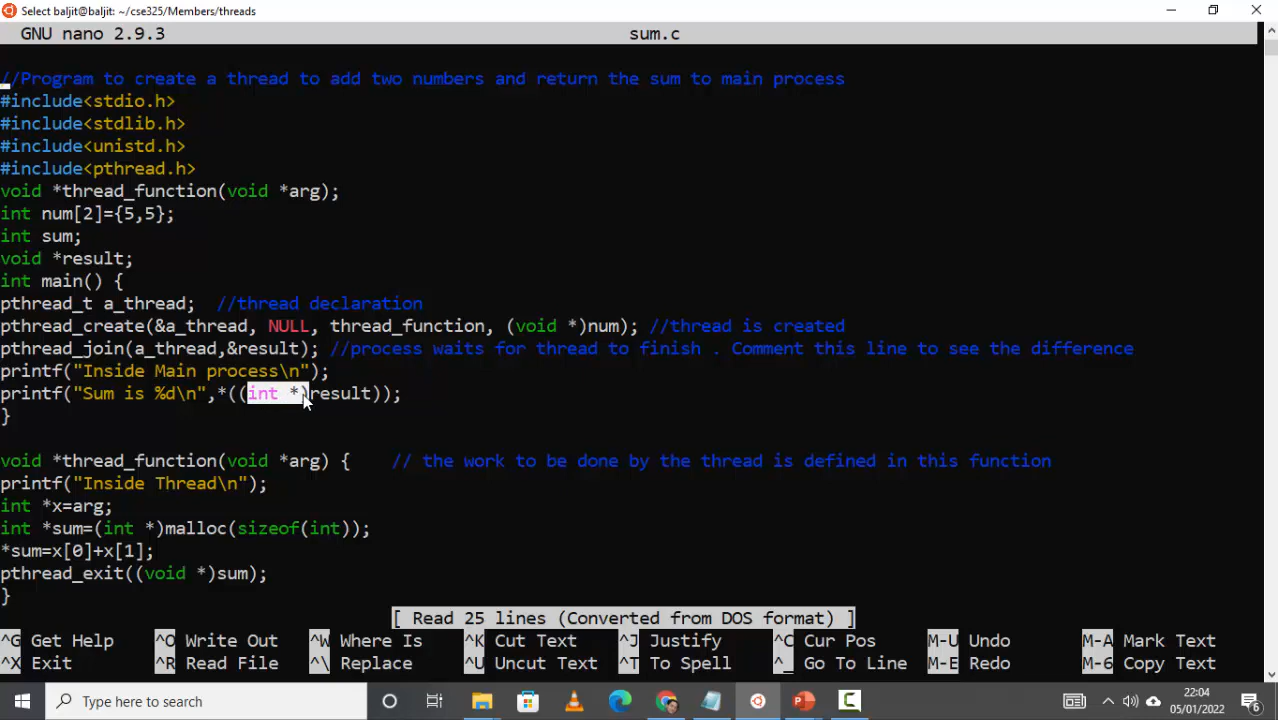 Select baljit@baljit: ~/cse325/Members/threads
GNU nano 2.9.3 sum.c
//Program to create a thread to add two numbers and return the sum to main process
#include<stdio.h>
#include<stdlib.h>
#include<unistd.h>
#include<pthread.h>
void *thread_function(void *arg);
int num[2]={5,5};
int sum;
void *result;
int main() {
pthread_t a_thread;  //thread declaration
pthread_create(&a_thread, NULL, thread_function, (void *)num); //thread is created
pthread_join(a_thread,&result); //process waits for thread to finish . Comment this line to see the difference
printf("Inside Main process\n");
printf("Sum is %d\n",*((int *)result));
}
void *thread_function(void *arg) {    // the work to be done by the thread is defined in this function
printf("Inside Thread\n");
int *x=arg;
int *sum=(int *)malloc(sizeof(int));
*sum=x[0]+x[1];
pthread_exit((void *)sum);
}
[ Read 25 lines (Converted from DOS format) ]
^G Get Help ^O Write Out ^W Where Is ^K Cut Text ^J Justify ^C Cur Pos M-U Undo M-A Mark Text
^X Exit ^R Read File ^\ Replace ^U Uncut Text ^T To Spell ^_ Go To Line M-E Redo M-6 Copy Text
Type here to search
22:04
05/01/2022
6